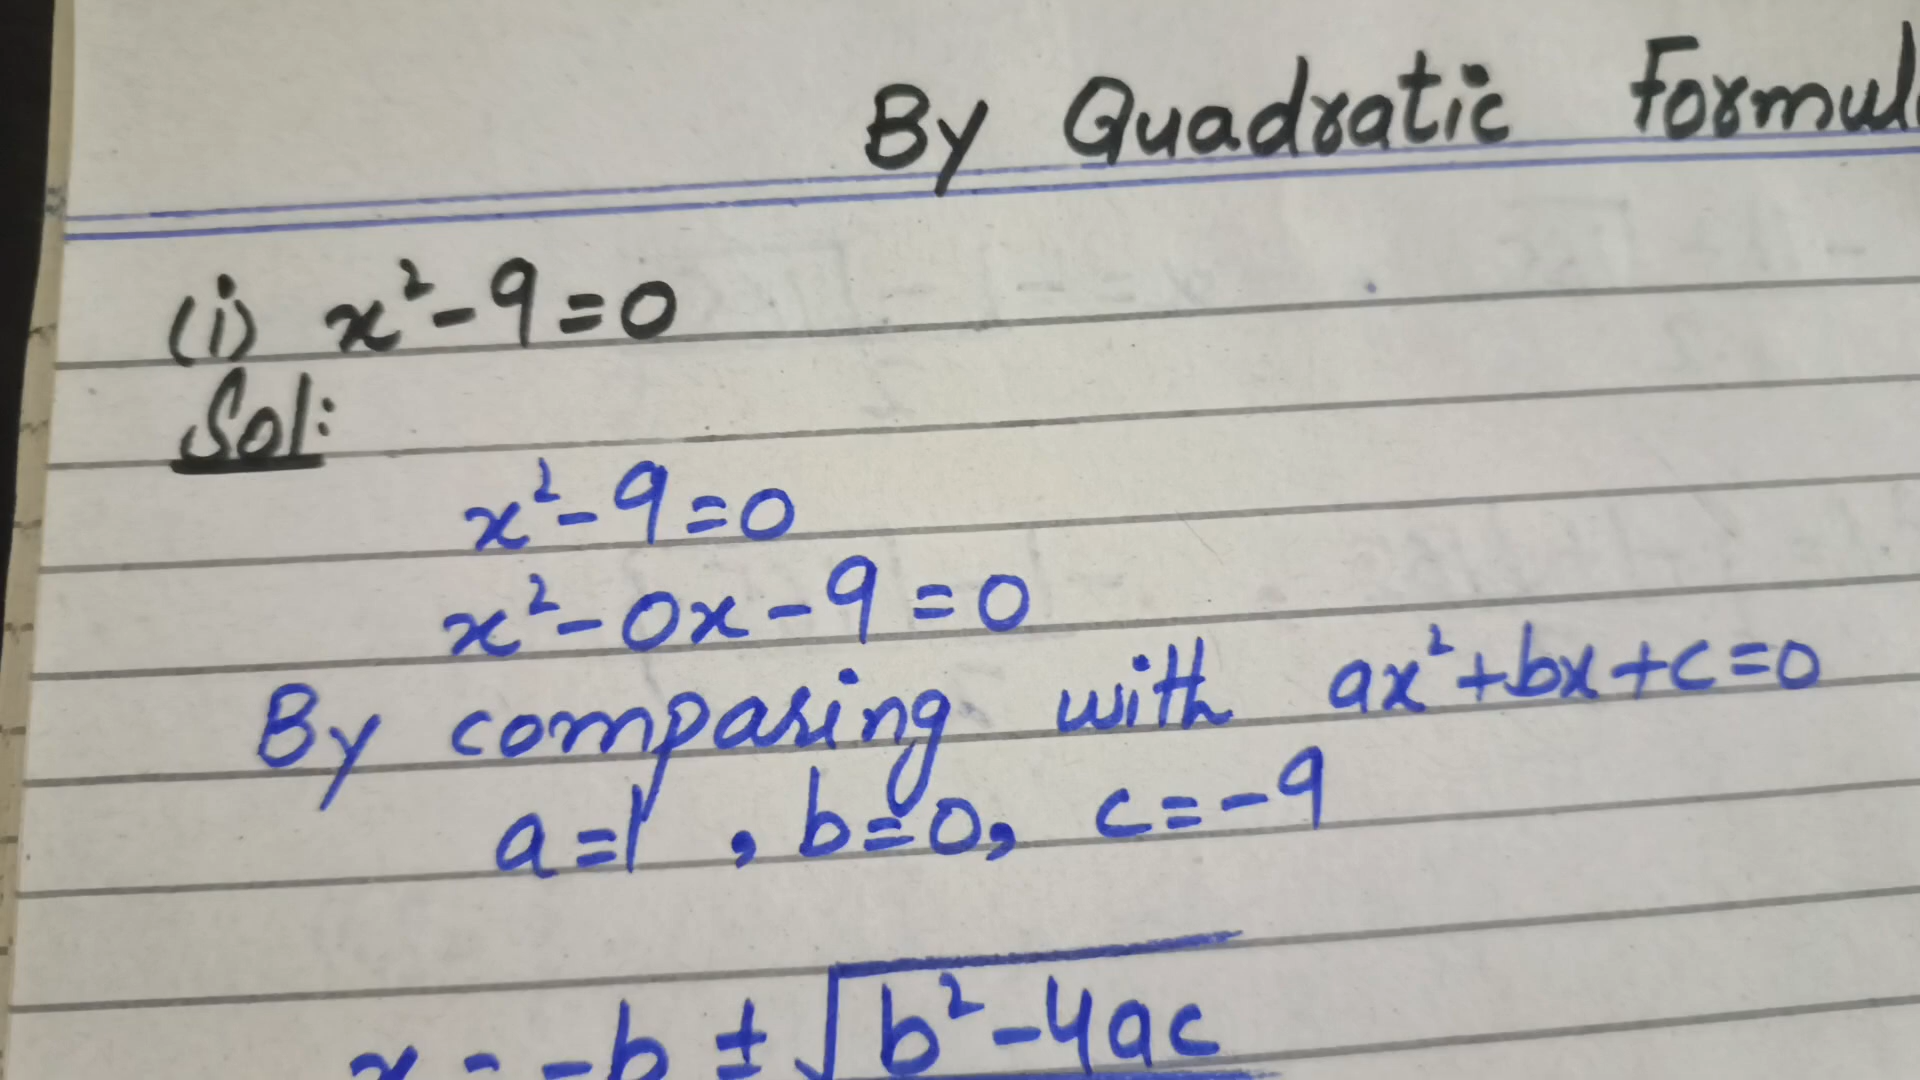 By Quadratic Formul
(i) x² - 9 = 0
Sol:
x² - 9 = 0
x² - 0x - 9 = 0
By comparing with ax² + bx + c = 0
a = 1 , b = 0, c = -9
x = -b ± √b² - 4ac